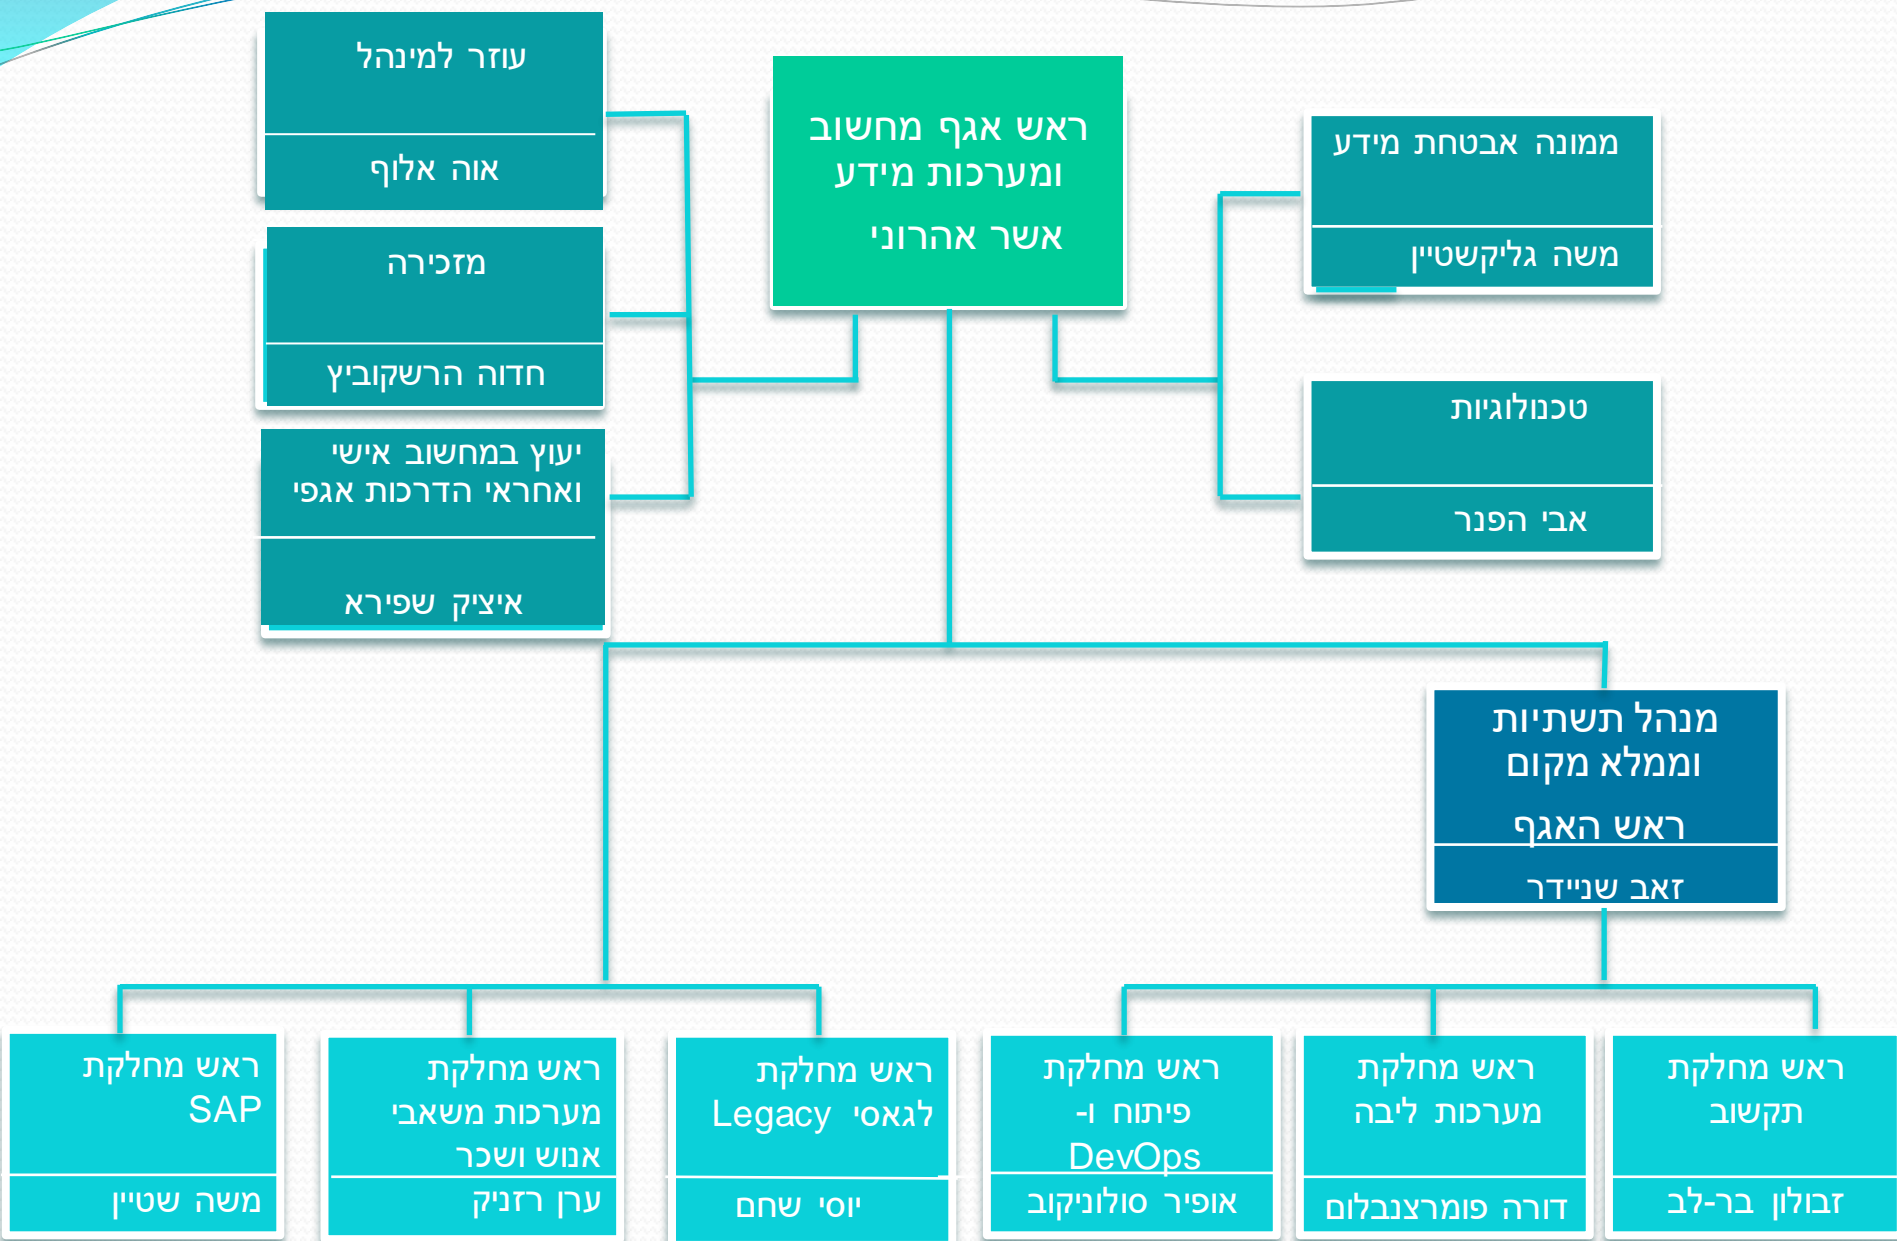 ראש אגף מחשוב
ומערכות מידע
אשר אהרוני
ממונה אבטחת מידע
משה גליקשטיין
טכנולוגיות
אבי הפנר
עוזר למינהל
אוה אלוף
מזכירה
חדוה הרשקוביץ
יעוץ במחשוב אישי
ואחראי הדרכות אגפי
איציק שפירא
מנהל תשתיות
וממלא מקום
ראש האגף
זאב שניידר
ראש מחלקת
תקשוב
זבולון בר-לב
ראש מחלקת
מערכות ליבה
דורה פומרצנבלום
ראש מחלקת
פיתוח ו-
DevOps
אופיר סולוניקוב
ראש מחלקת
לגאסי Legacy
יוסי שחם
ראש מחלקת
מערכות משאבי
אנוש ושכר
ערן רזניק
ראש מחלקת
SAP
משה שטיין